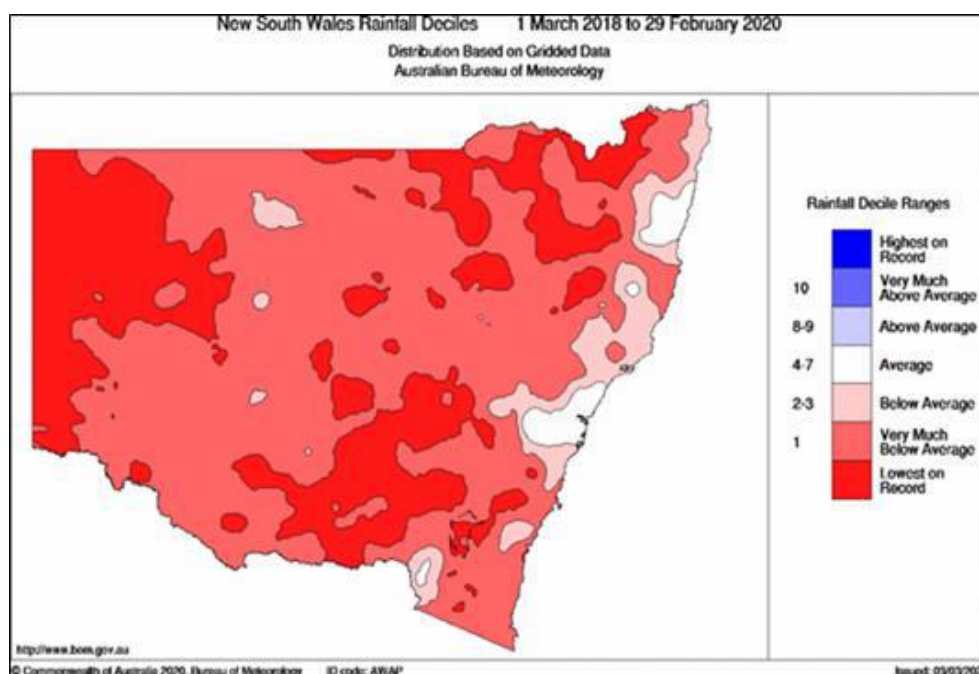 New South Wales Rainfall Deciles 1 March 2018 to 29 February 2020
Distribution Based on Gridded Data
Australian Bureau of Meteorology
Rainfall Decile Ranges
Highest on
Record
10 Very Much
Above Average
8-9 Above Average
4-7 Average
2-3 Below Average
1 Very Much
Below Average
Lowest on
Record
http://www.bom.gov.au
© Commonwealth of Australia 2020, Bureau of Meteorology ID code: AWAP Issued: